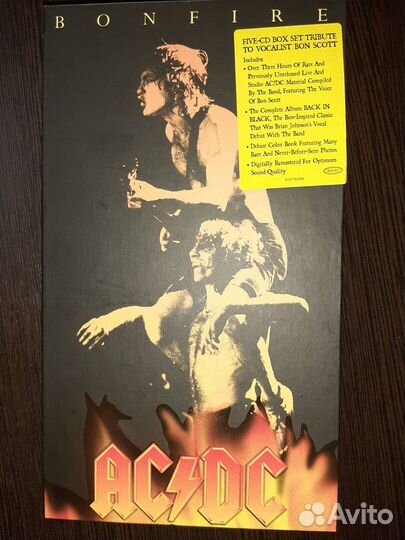 BONFIRE
FIVE-CD BOX SET TRIBUTE
TO VOCALIST BON SCOTT
Includes:
• Over Three Hours Of Rare And
Previously Unreleased Live And
Studio AC/DC Material Compiled
By The Band, Featuring The Voice
Of Bon Scott
• The Complete Album BACK IN
BLACK, The Bon-Inspired Classic
That Was Brian Johnson's Vocal
Debut With The Band
• Deluxe Color Book Featuring Many
Rare And Never-Before-Seen Photos
• Digitally Remastered For Optimum
Sound Quality
AC/DC
Avito